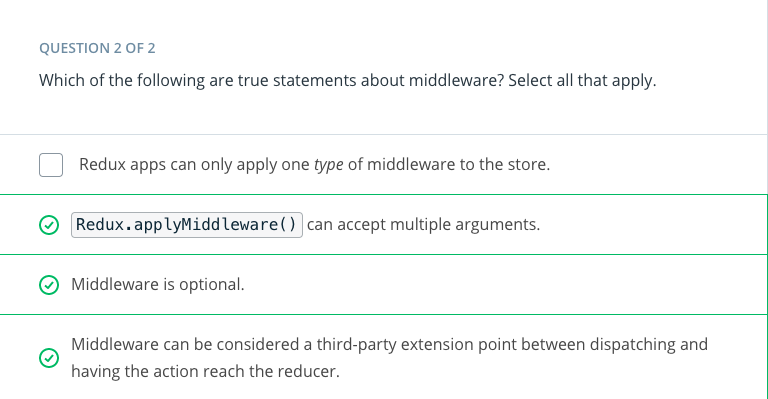 QUESTION 2 OF 2
Which of the following are true statements about middleware? Select all that apply.
Redux apps can only apply one type of middleware to the store.
Redux.applyMiddleware() can accept multiple arguments.
Middleware is optional.
Middleware can be considered a third-party extension point between dispatching and
having the action reach the reducer.